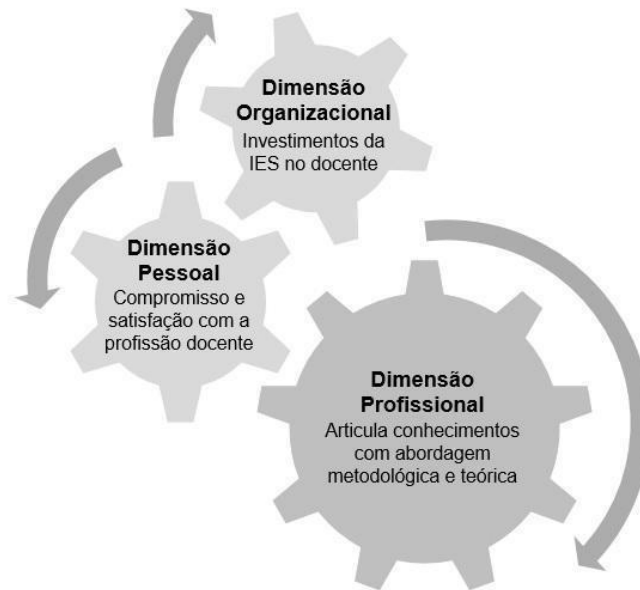 Dimensão
Organizacional
Investimentos da
IES no docente
Dimensão
Pessoal
Compromisso e
satisfação com a
profissão docente
Dimensão
Profissional
Articula conhecimentos
com abordagem
metodológica e teórica